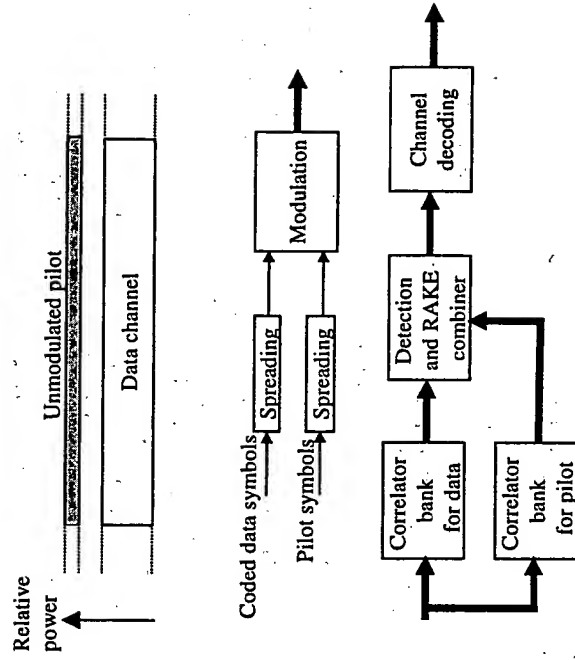 Relative
power
Unmodulated pilot
Data channel
Coded data symbols
Spreading
Pilot symbols
Spreading
Modulation
Correlator
bank
for data
Correlator
bank
for pilot
Detection
and RAKE
combiner
Channel
decoding